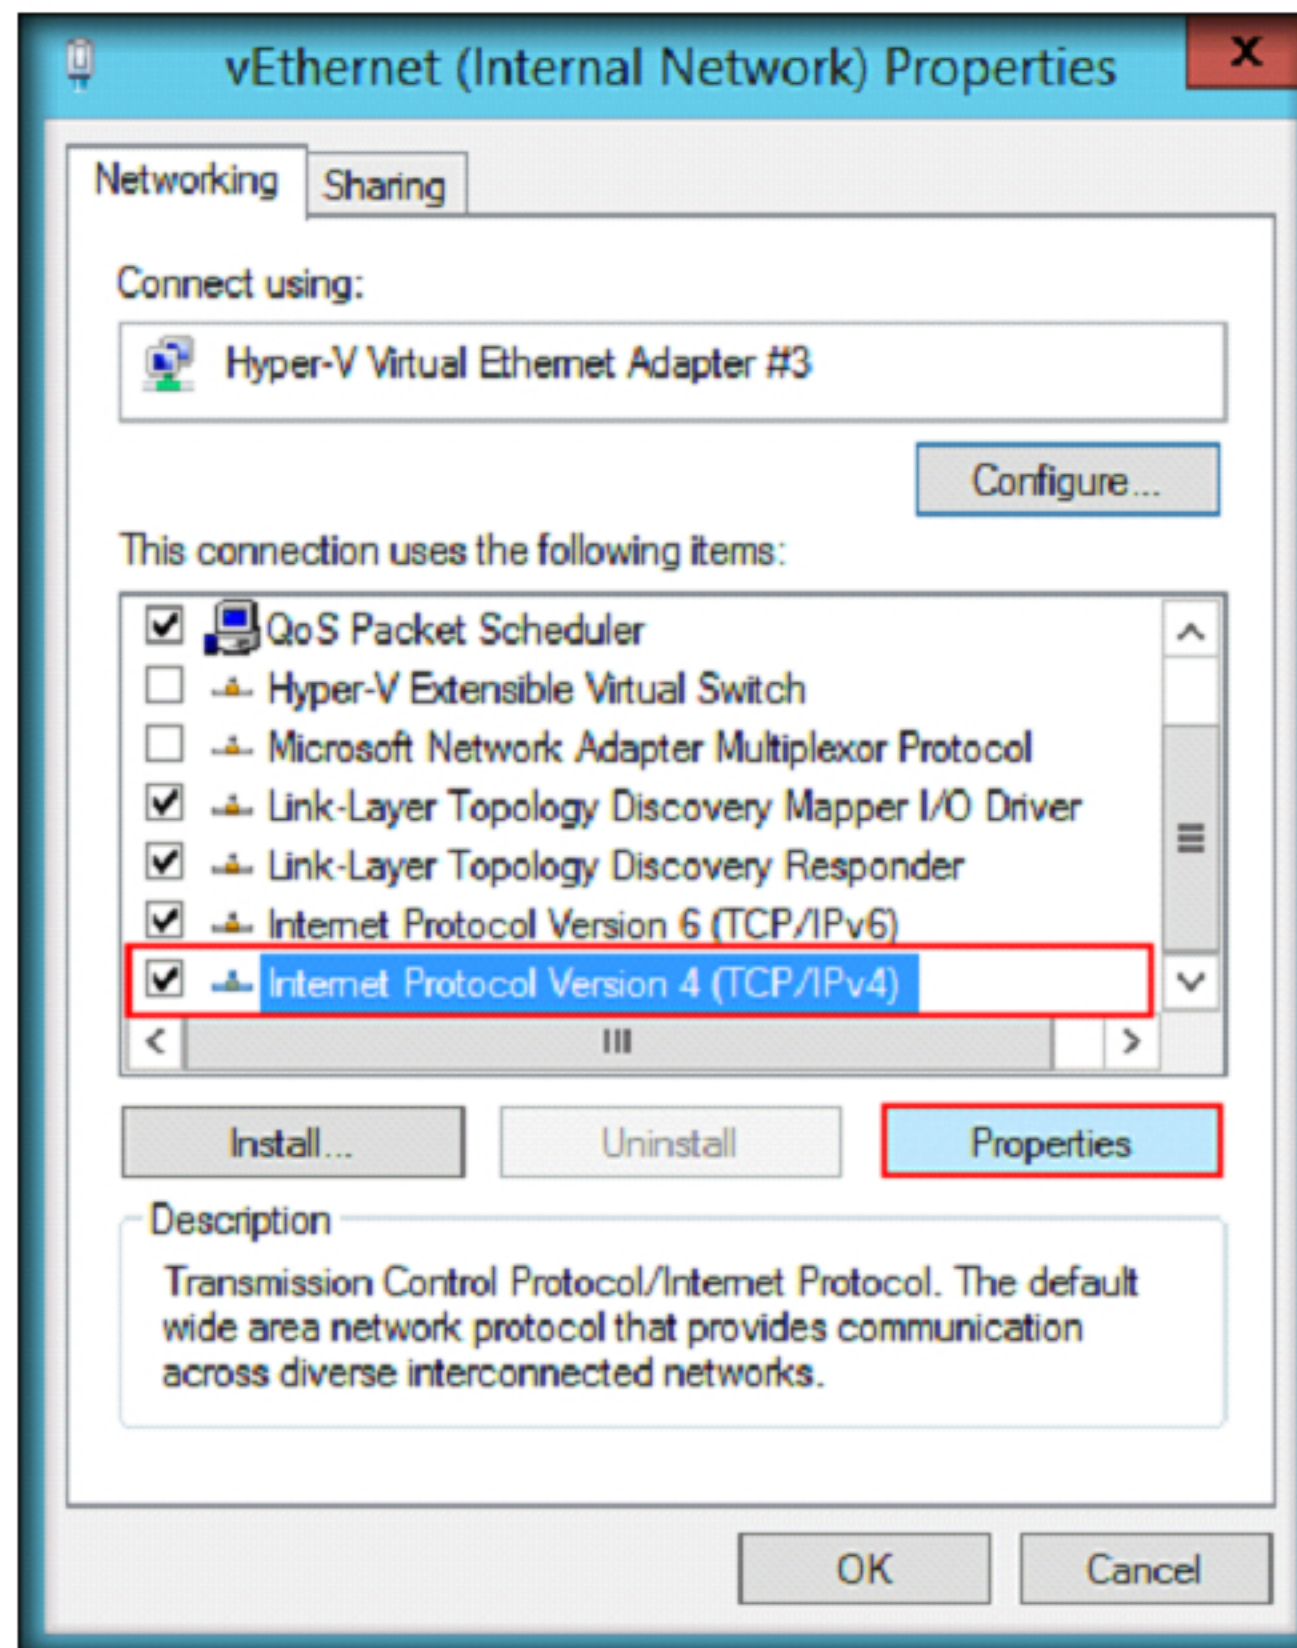 vEthernet (Internal Network) Properties
x
Networking
Sharing
Connect using:
Hyper-V Virtual Ethernet Adapter #3
Configure...
This connection uses the following items:
QoS Packet Scheduler
Hyper-V Extensible Virtual Switch
Microsoft Network Adapter Multiplexor Protocol
Link-Layer Topology Discovery Mapper I/O Driver
Link-Layer Topology Discovery Responder
Internet Protocol Version 6 (TCP/IPv6)
Internet Protocol Version 4 (TCP/IPv4)
Install...
Uninstall
Properties
Description
Transmission Control Protocol/Internet Protocol. The default
wide area network protocol that provides communication
across diverse interconnected networks.
OK
Cancel